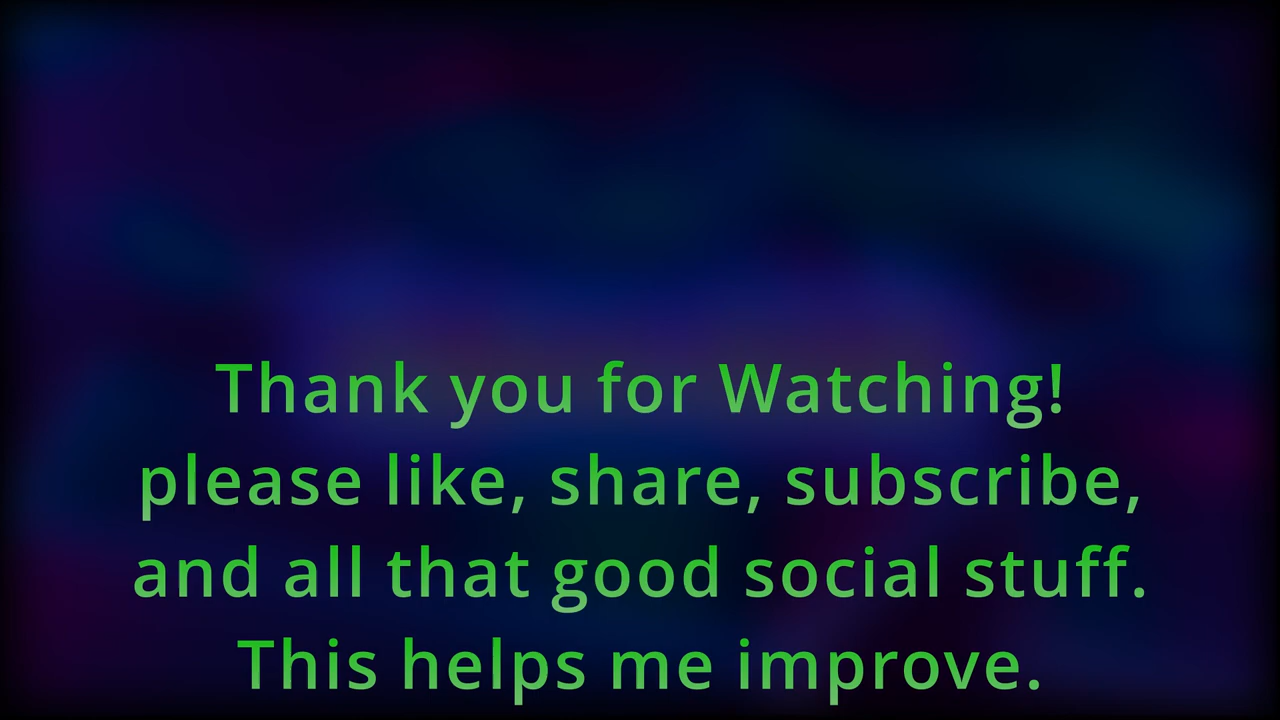 Thank you for Watching!
please like, share, subscribe,
and all that good social stuff.
This helps me improve.